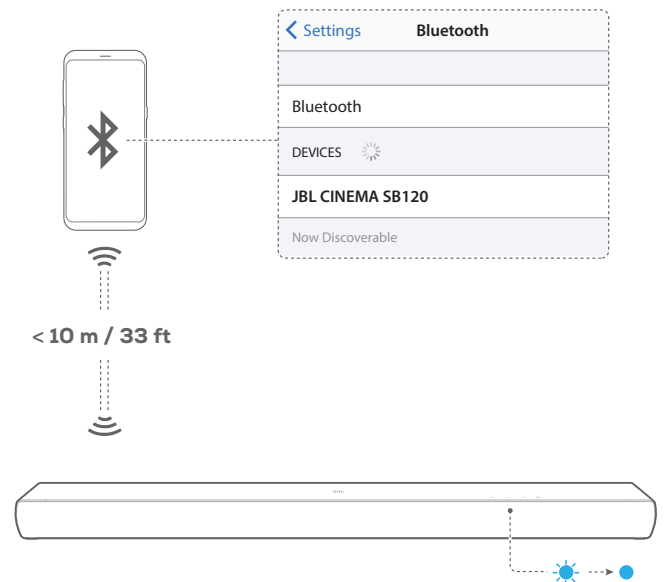 Settings Bluetooth
Bluetooth
DEVICES
JBL CINEMA SB120
Now Discoverable
< 10 m / 33 ft